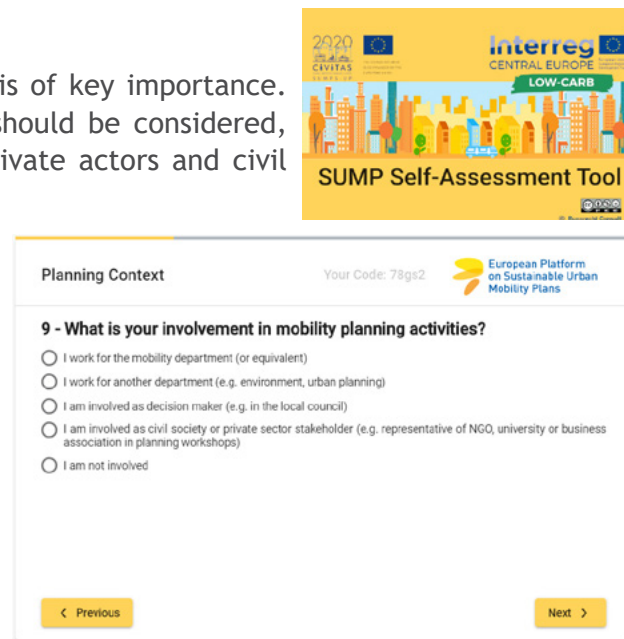 is of key importance.
should be considered,
ivate actors and civil
2020
CIVITAS
Interreg
CENTRAL EUROPE
LOW-CARB
SUMP Self-Assessment Tool
Planning Context
Your Code: 78gs2
European Platform
on Sustainable Urban
Mobility Plans
9 - What is your involvement in mobility planning activities?
I work for the mobility department (or equivalent)
I work for another department (e.g. environment, urban planning)
I am involved as decision maker (e.g. in the local council)
I am involved as civil society or private sector stakeholder (e.g. representative of NGO, university or business
association in planning workshops)
I am not involved
< Previous
Next >